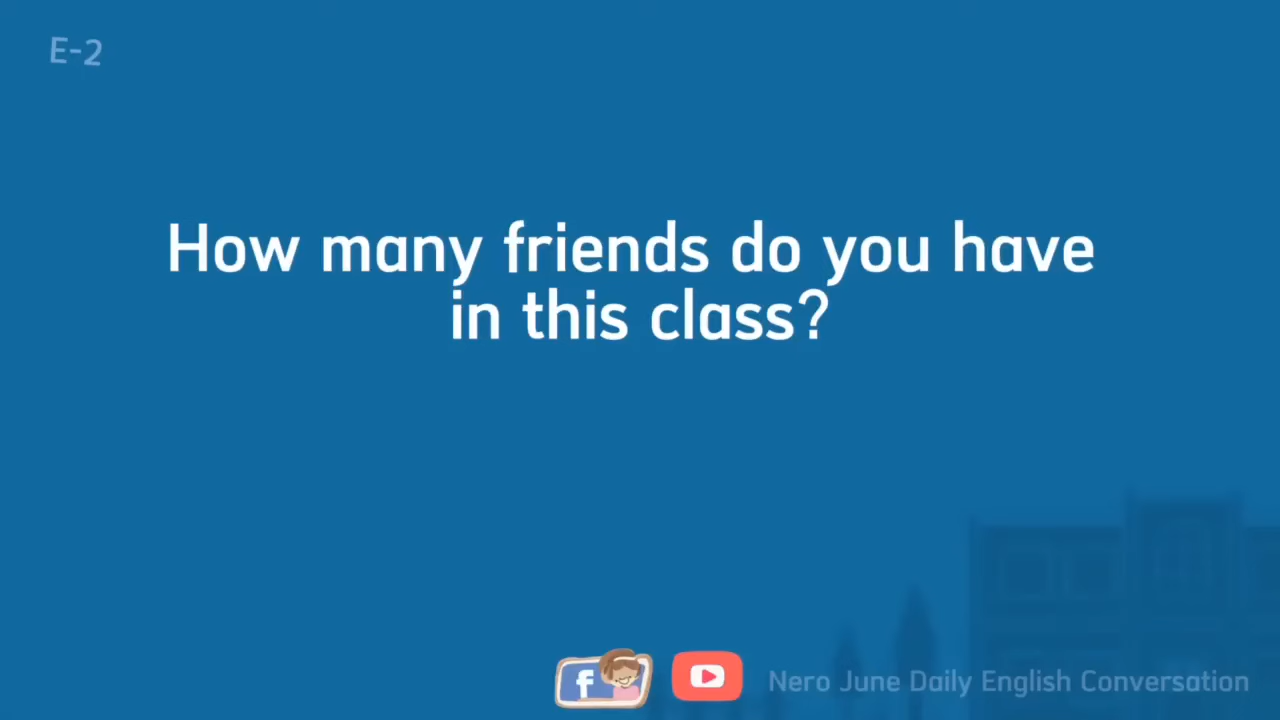 E-2
How many friends do you have
in this class?
f
Nero June Daily English Conversation